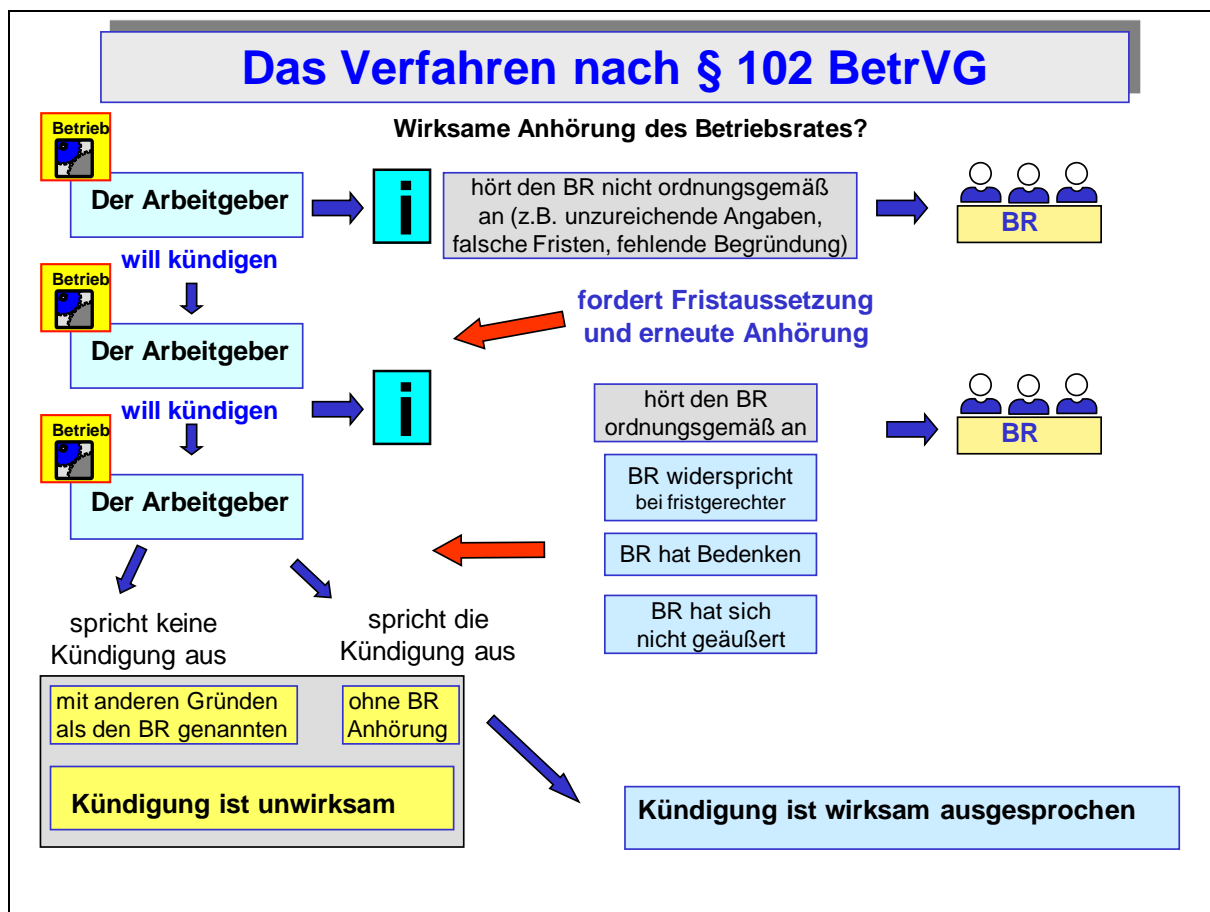 Das Verfahren nach § 102 BetrVG
Wirksame Anhörung des Betriebsrates?
Betrieb
Der Arbeitgeber
i
hört den BR nicht ordnungsgemäß
an (z.B. unzureichende Angaben,
falsche Fristen, fehlende Begründung)
BR
will kündigen
Betrieb
Der Arbeitgeber
fordert Fristaussetzung
und erneute Anhörung
will kündigen
i
hört den BR
ordnungsgemäß an
BR
Betrieb
Der Arbeitgeber
BR widerspricht
bei fristgerechter
BR hat Bedenken
BR hat sich
nicht geäußert
spricht keine
Kündigung aus
spricht die
Kündigung aus
mit anderen Gründen
als den BR genannten
ohne BR
Anhörung
Kündigung ist unwirksam
Kündigung ist wirksam ausgesprochen